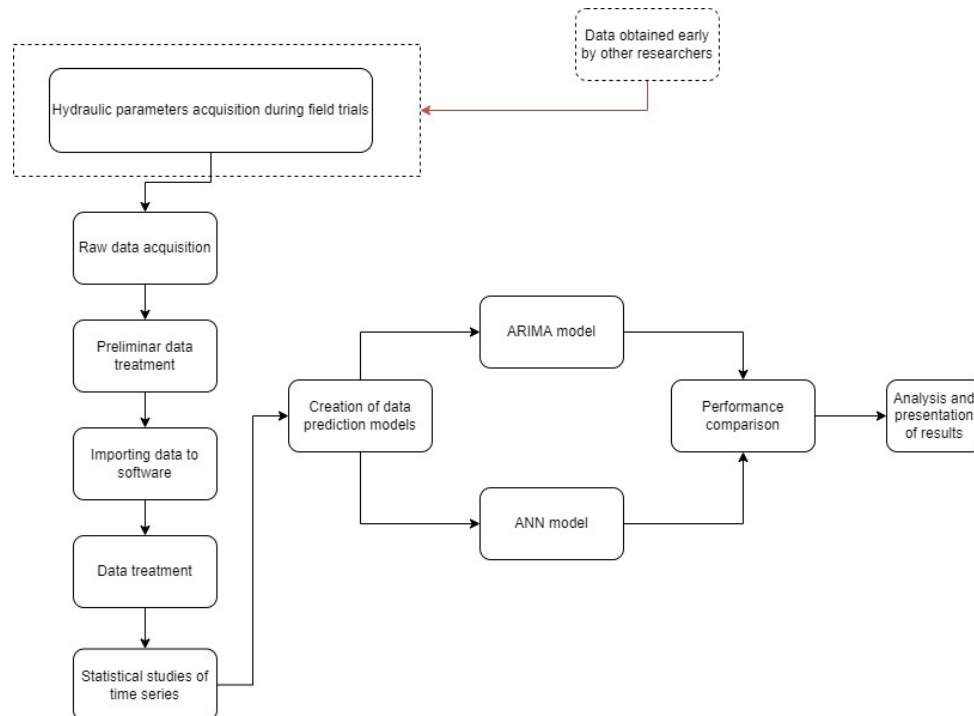 Data obtained early
by other researchers
Hydraulic parameters acquisition during field trials
Raw data acquisition
Preliminar data
treatment
Importing data to
software
Data treatment
Statistical studies of
time series
Creation of data
prediction models
ARIMA model
ANN model
Performance
comparison
Analysis and
presentation
of results